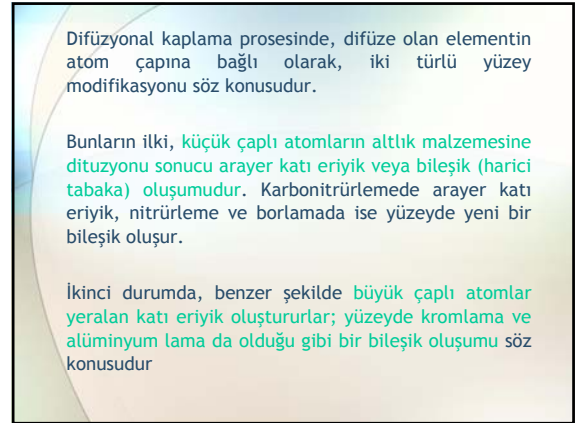 Difüzyonal kaplama prosesinde, difüze olan elementin
atom çapına bağlı olarak, iki türlü yüzey
modifikasyonu söz konusudur.
Bunların ilki, küçük çaplı atomların altlık malzemesine
dituzyonu sonucu arayer katı eriyik veya bileşik (harici
tabaka) oluşumudur. Karbonitrürlemede arayer katı
eriyik, nitrürleme ve borlamada ise yüzeyde yeni bir
bileşik oluşur.
İkinci durumda, benzer şekilde büyük çaplı atomlar
yeralan katı eriyik oluştururlar; yüzeyde kromlama ve
alüminyum lama da olduğu gibi bir bileşik oluşumu söz
konusudur